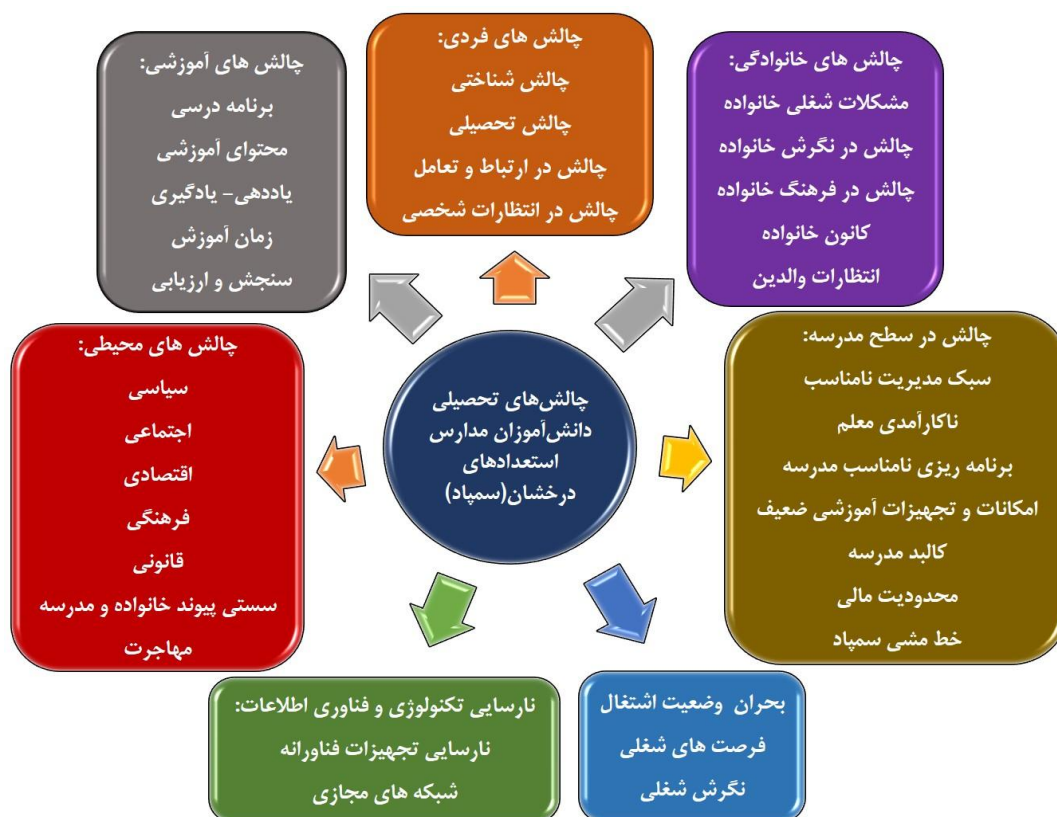 چالش های خانوادگی:
مشکلات شغلی خانواده
چالش در نگرش خانواده
چالش در فرهنگ خانواده
کانون خانواده
انتظارات والدین
چالش های فردی:
چالش شناختی
چالش تحصیلی
چالش در ارتباط و تعامل
چالش در انتظارات شخصی
چالش های آموزشی:
برنامه درسی
محتوای آموزشی
یاددهی- یادگیری
زمان آموزش
سنجش و ارزیابی
چالش در سطح مدرسه:
سبک مدیریت نامناسب
ناکارآمدی معلم
برنامه ریزی نامناسب مدرسه
امکانات و تجهیزات آموزشی ضعیف
کالبد مدرسه
محدودیت مالی
خط مشی سمپاد
چالش‌های تحصیلی
دانش‌آموزان مدارس
استعدادهای
درخشان(سمپاد)
چالش های محیطی:
سیاسی
اجتماعی
اقتصادی
فرهنگی
قانونی
سستی پیوند خانواده و مدرسه
مهاجرت
بحران وضعیت اشتغال
فرصت های شغلی
نگرش شغلی
نارسایی تکنولوژی و فناوری اطلاعات:
نارسایی تجهیزات فناورانه
شبکه های مجازی